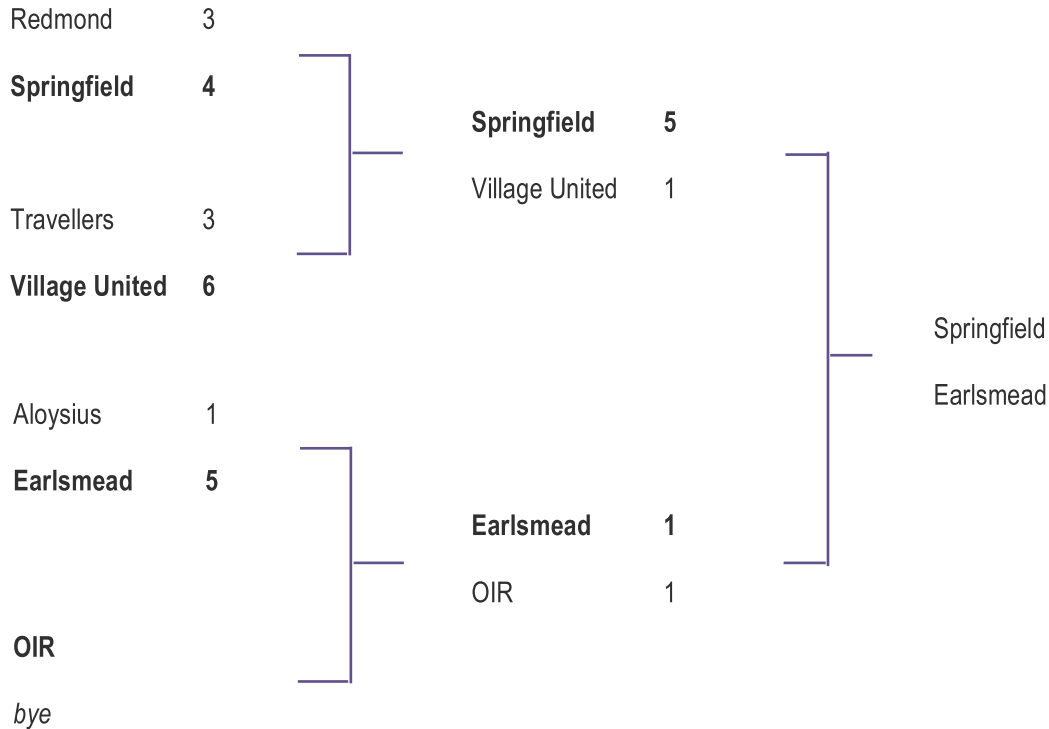 Redmond 3
Springfield 4
Travellers 3
Village United 6
Aloysius 1
Earlsmead 5
OIR
bye
Springfield 5
Village United 1
Earlsmead 1
OIR 1
Springfield
Earlsmead